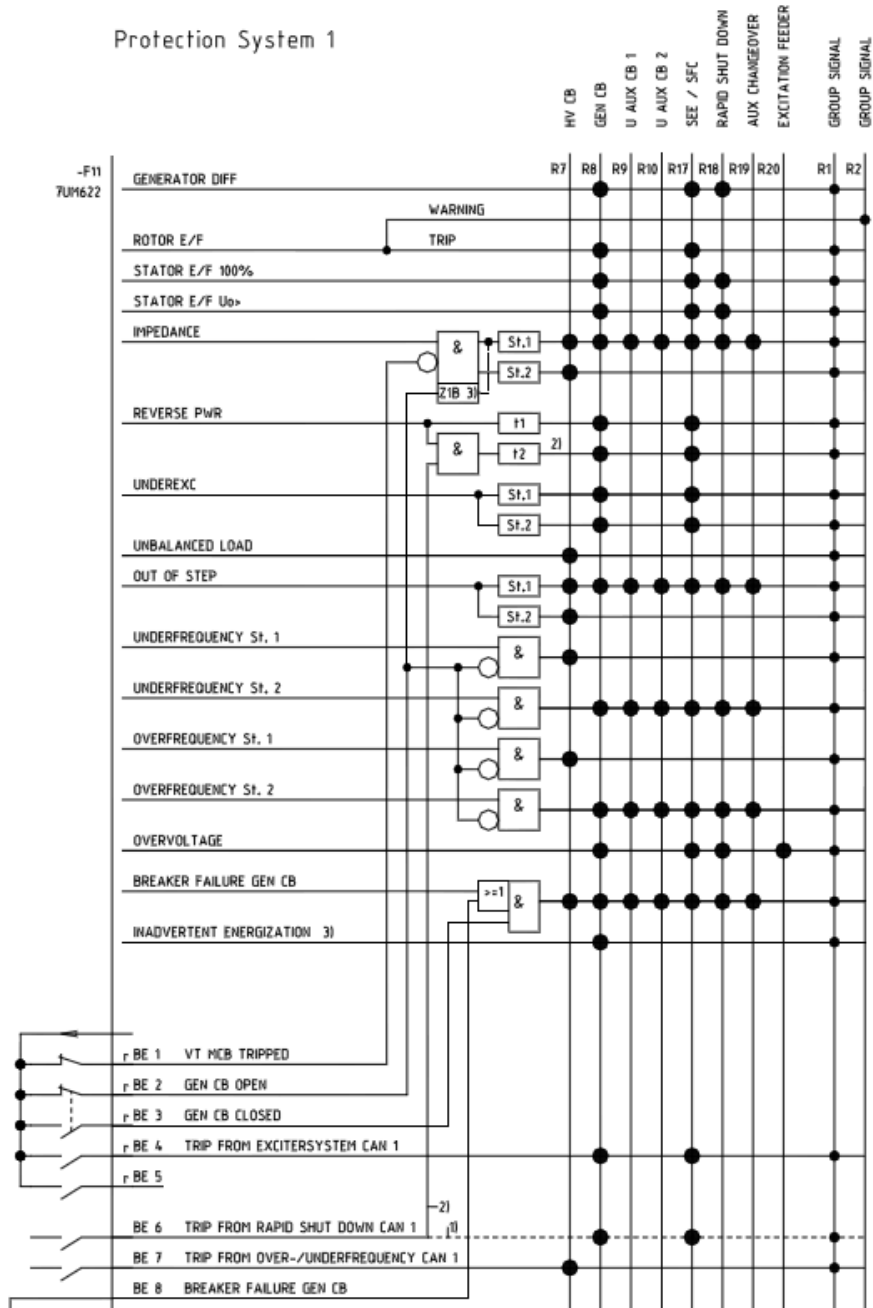 Protection System 1
HV CB
GEN CB
U AUX CB 1
U AUX CB 2
SEE / SFC
RAPID SHUT DOWN
AUX CHANGEOVER
EXCITATION FEEDER
GROUP SIGNAL
GROUP SIGNAL
-F11
7UM622
R7 R8 R9 R10 R17 R18 R19 R20 R1 R2
GENERATOR DIFF
WARNING
ROTOR E/F TRIP
STATOR E/F 100%
STATOR E/F Uo>
IMPEDANCE
& St.1
St.2
Z1B 3)
REVERSE PWR t1
& t2 2)
UNDEREXC
St.1
St.2
UNBALANCED LOAD
OUT OF STEP
St.1
St.2
UNDERFREQUENCY St. 1
&
UNDERFREQUENCY St. 2
&
OVERFREQUENCY St. 1
&
OVERFREQUENCY St. 2
&
OVERVOLTAGE
BREAKER FAILURE GEN CB
>=1 &
INADVERTENT ENERGIZATION 3)
r BE 1 VT MCB TRIPPED
r BE 2 GEN CB OPEN
r BE 3 GEN CB CLOSED
r BE 4 TRIP FROM EXCITERSYSTEM CAN 1
r BE 5
2)
BE 6 TRIP FROM RAPID SHUT DOWN CAN 1 1)
BE 7 TRIP FROM OVER-/UNDERFREQUENCY CAN 1
BE 8 BREAKER FAILURE GEN CB